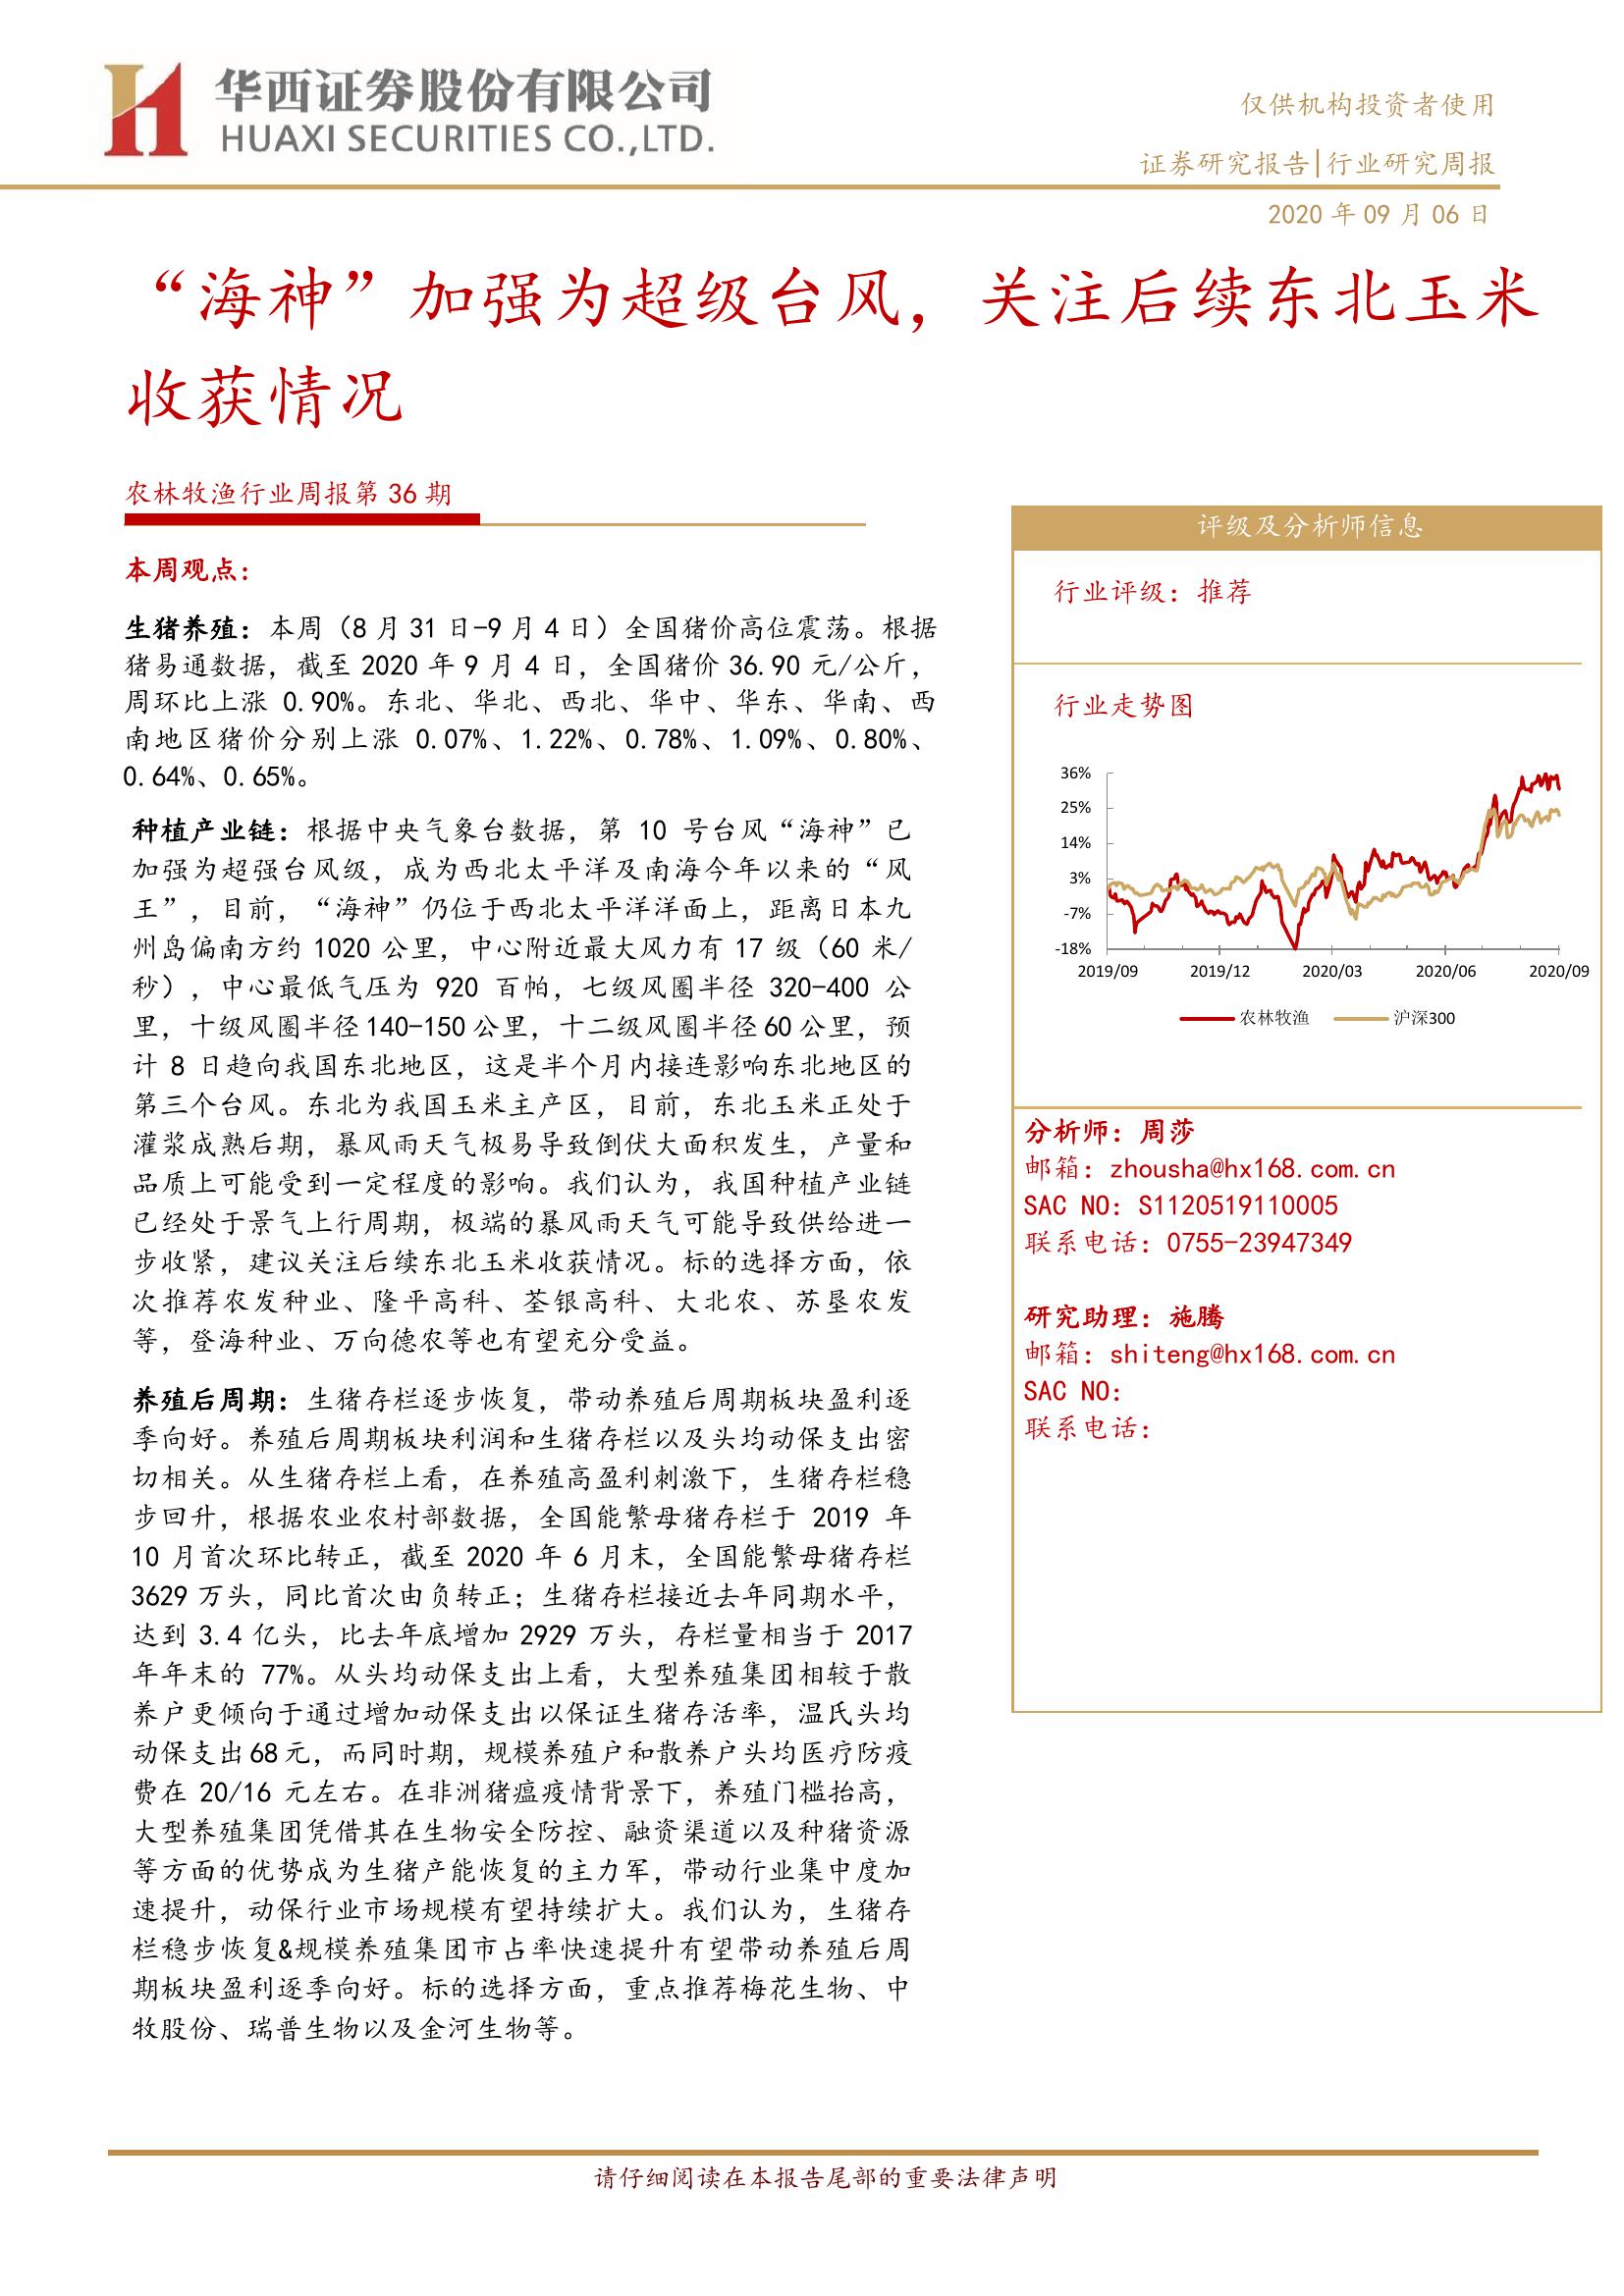 华西证券股份有限公司
HUAXI SECURITIES CO.,LTD.
仅供机构投资者使用
证券研究报告|行业研究周报
2020 年 09 月 06 日
“海神”加强为超级台风，关注后续东北玉米
收获情况
农林牧渔行业周报第 36 期
本周观点：
生猪养殖：本周（8 月 31 日-9 月 4 日）全国猪价高位震荡。根据
猪易通数据，截至 2020 年 9 月 4 日，全国猪价 36.90 元/公斤，
周环比上涨 0.90%。东北、华北、西北、华中、华东、华南、西
南地区猪价分别上涨 0.07%、1.22%、0.78%、1.09%、0.80%、
0.64%、0.65%。
种植产业链：根据中央气象台数据，第 10 号台风“海神”已
加强为超强台风级，成为西北太平洋及南海今年以来的“风
王”，目前，“海神”仍位于西北太平洋洋面上，距离日本九
州岛偏南方约 1020 公里，中心附近最大风力有 17 级（60 米/
秒），中心最低气压为 920 百帕，七级风圈半径 320-400 公
里，十级风圈半径 140-150 公里，十二级风圈半径 60 公里，预
计 8 日趋向我国东北地区，这是半个月内接连影响东北地区的
第三个台风。东北为我国玉米主产区，目前，东北玉米正处于
灌浆成熟后期，暴风雨天气极易导致倒伏大面积发生，产量和
品质上可能受到一定程度的影响。我们认为，我国种植产业链
已经处于景气上行周期，极端的暴风雨天气可能导致供给进一
步收紧，建议关注后续东北玉米收获情况。标的选择方面，依
次推荐农发种业、隆平高科、荃银高科、大北农、苏垦农发
等，登海种业、万向德农等也有望充分受益。
养殖后周期：生猪存栏逐步恢复，带动养殖后周期板块盈利逐
季向好。养殖后周期板块利润和生猪存栏以及头均动保支出密
切相关。从生猪存栏上看，在养殖高盈利刺激下，生猪存栏稳
步回升，根据农业农村部数据，全国能繁母猪存栏于 2019 年
10 月首次环比转正，截至 2020 年 6 月末，全国能繁母猪存栏
3629 万头，同比首次由负转正；生猪存栏接近去年同期水平，
达到 3.4 亿头，比去年底增加 2929 万头，存栏量相当于 2017
年年末的 77%。从头均动保支出上看，大型养殖集团相较于散
养户更倾向于通过增加动保支出以保证生猪存活率，温氏头均
动保支出 68 元，而同时期，规模养殖户和散养户头均医疗防疫
费在 20/16 元左右。在非洲猪瘟疫情背景下，养殖门槛抬高，
大型养殖集团凭借其在生物安全防控、融资渠道以及种猪资源
等方面的优势成为生猪产能恢复的主力军，带动行业集中度加
速提升，动保行业市场规模有望持续扩大。我们认为，生猪存
栏稳步恢复&规模养殖集团市占率快速提升有望带动养殖后周
期板块盈利逐季向好。标的选择方面，重点推荐梅花生物、中
牧股份、瑞普生物以及金河生物等。
评级及分析师信息
行业评级：推荐
行业走势图
36%
25%
14%
3%
-7%
-18%
2019/09 2019/12 2020/03 2020/06 2020/09
农林牧渔 沪深300
分析师：周莎
邮箱：zhousha@hx168.com.cn
SAC NO：S1120519110005
联系电话：0755-23947349
研究助理：施腾
邮箱：shiteng@hx168.com.cn
SAC NO：
联系电话：
请仔细阅读在本报告尾部的重要法律声明